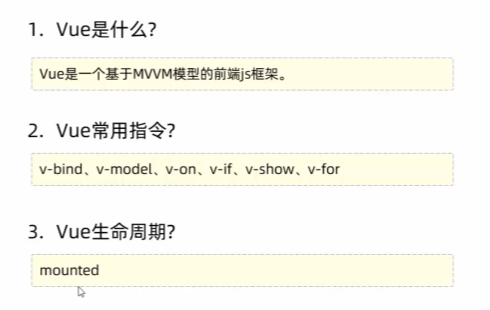 1. Vue是什么?
Vue是一个基于MVVM模型的前端js框架。
2. Vue常用指令?
v-bind、v-model、v-on、v-if、v-show、v-for
3. Vue生命周期?
mounted